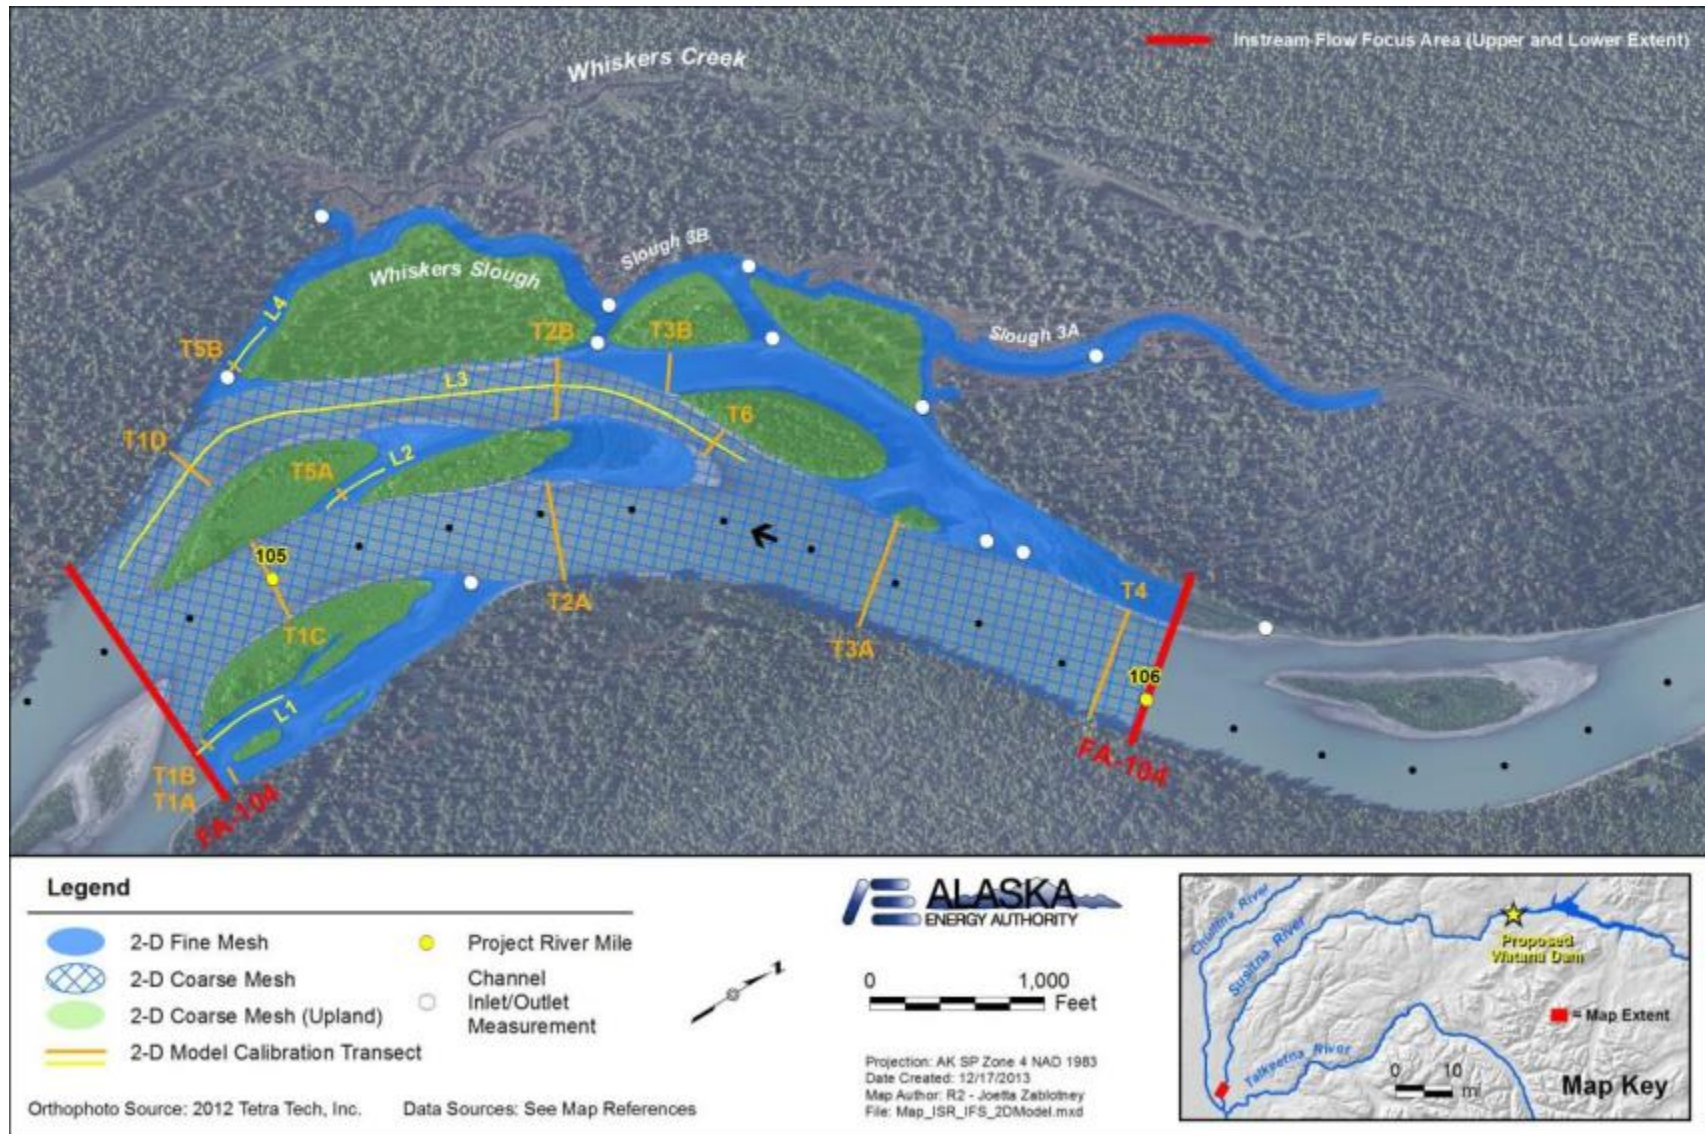 Instream Flow Focus Area (Upper and Lower Extent)
Whiskers Creek
Slough 3B
Whiskers Slough
L4
T5B
T2B
T3B
Slough 3A
L3
T6
T1D
T5A
L2
105
T1C
T2A
T3A
T4
106
L1
FA-104
T1B
T1A
FA-104
Legend
2-D Fine Mesh
2-D Coarse Mesh
2-D Coarse Mesh (Upland)
2-D Model Calibration Transect
Project River Mile
Channel
Inlet/Outlet
Measurement
Orthophoto Source: 2012 Tetra Tech, Inc.
Data Sources: See Map References
ALASKA
ENERGY AUTHORITY
0
1,000
Feet
Projection: AK SP Zone 4 NAD 1983
Date Created: 12/17/2013
Map Author: R2 - Joetta Zablotney
File: Map_ISR_IFS_2DModel.mxd
Chulitna River
Susitna River
Proposed
Watana Dam
= Map Extent
Talkeetna River
0
10
mi
Map Key